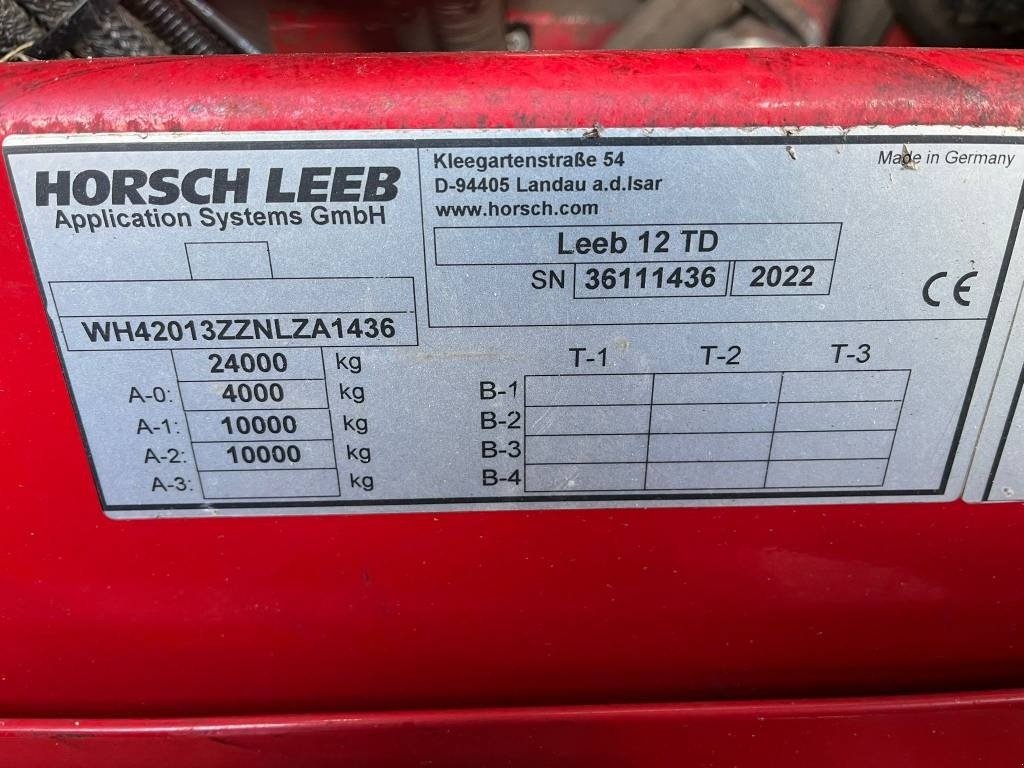 HORSCH LEEB
Application Systems GmbH
Kleegartenstraße 54
D-94405 Landau a.d.Isar
www.horsch.com
Made in Germany
Leeb 12 TD
SN 36111436 2022
CE
WH42013ZZNLZA1436
24000 kg
A-0: 4000 kg
A-1: 10000 kg
A-2: 10000 kg
A-3: kg
T-1 T-2 T-3
B-1
B-2
B-3
B-4